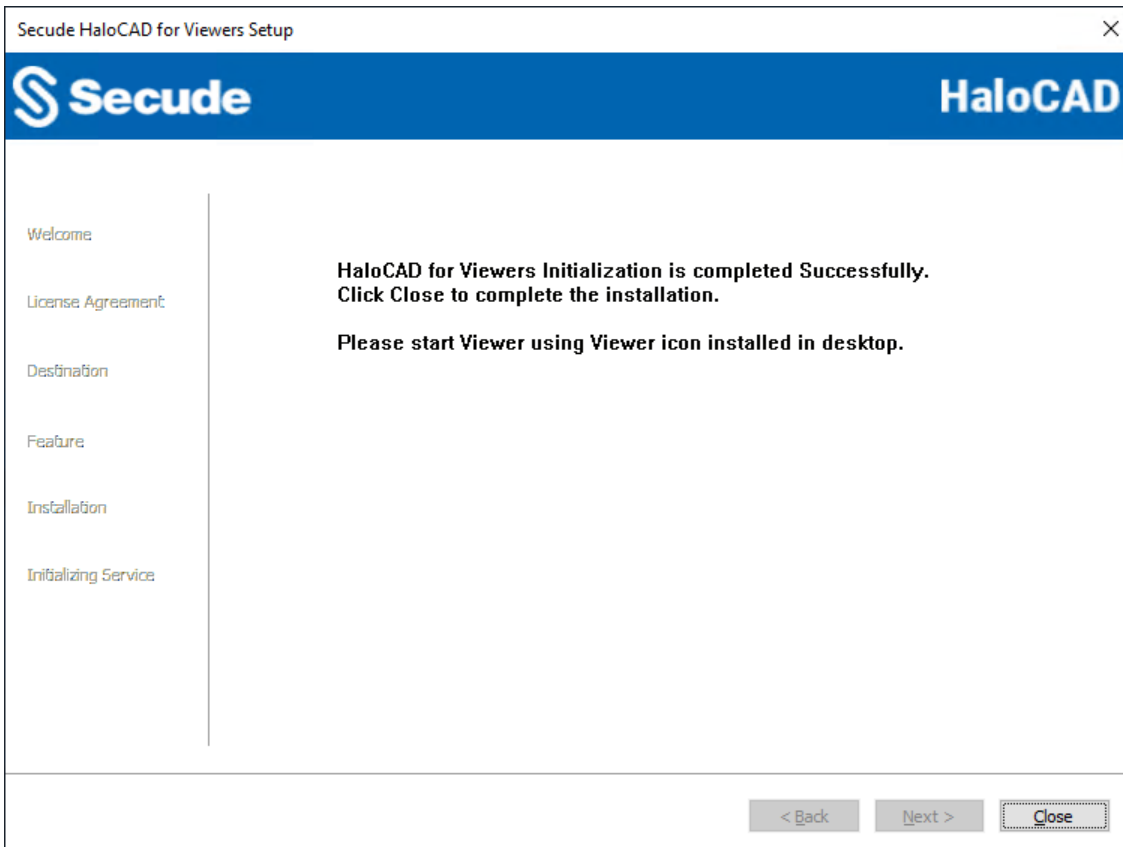 Secude HaloCAD for Viewers Setup
Secude
HaloCAD
Welcome
License Agreement
Destination
Feature
Installation
Initializing Service
HaloCAD for Viewers Initialization is completed Successfully.
Click Close to complete the installation.
Please start Viewer using Viewer icon installed in desktop.
< Back
Next >
Close